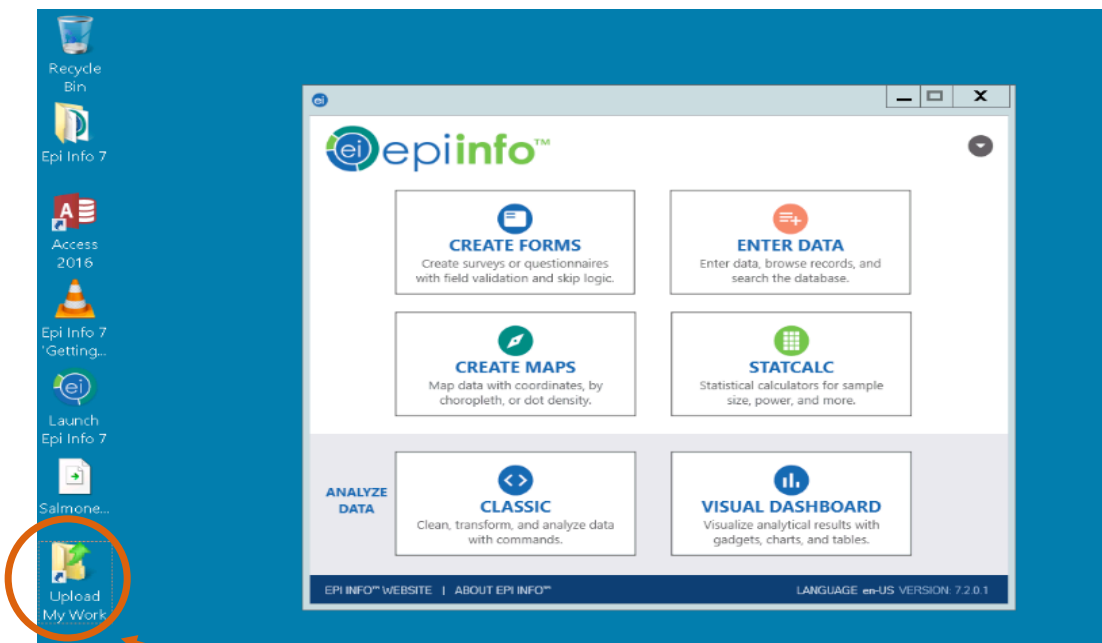 Recycle
Bin
Epi Info 7
Access
2016
Epi Info 7
'Getting...
Launch
Epi Info 7
Salmone...
Upload
My Work
ei
epiinfo™
CREATE FORMS
Create surveys or questionnaires
with field validation and skip logic.
ENTER DATA
Enter data, browse records, and
search the database.
CREATE MAPS
Map data with coordinates, by
choropleth, or dot density.
STATCALC
Statistical calculators for sample
size, power, and more.
ANALYZE
DATA
CLASSIC
Clean, transform, and analyze data
with commands.
VISUAL DASHBOARD
Visualize analytical results with
gadgets, charts, and tables.
EPI INFO™ WEBSITE | ABOUT EPI INFO™
LANGUAGE en-US VERSION: 7.2.0.1